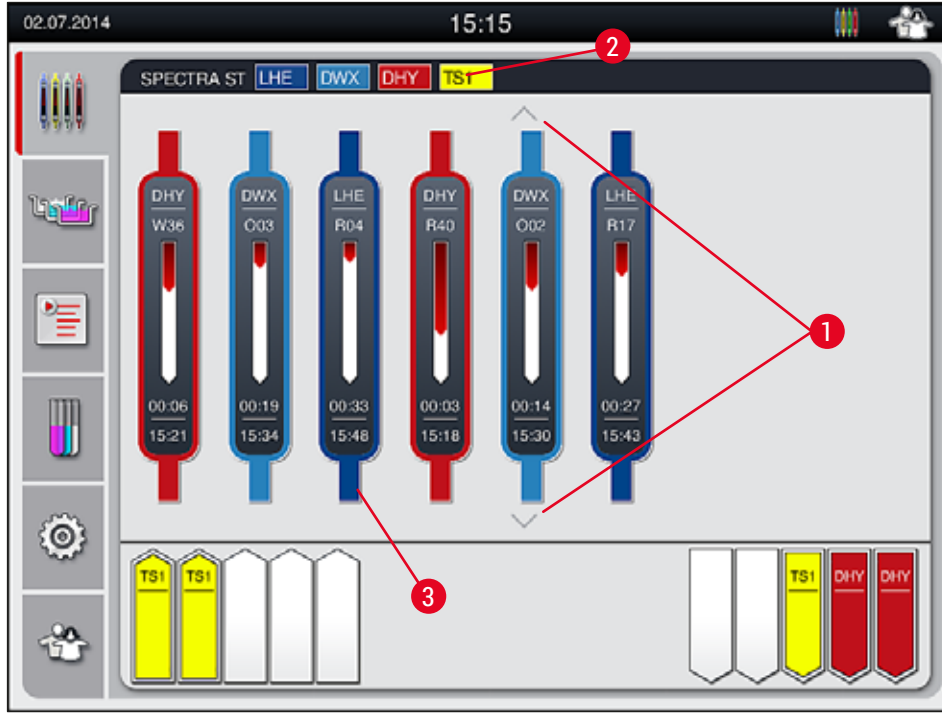 02.07.2014 15:15
2
SPECTRA ST LHE DWX DHY TS1
DHY DWX LHE DHY DWX LHE
W36 O03 R04 R40 O02 R17
1
00:06 00:19 00:33 00:03 00:14 00:27
15:21 15:34 15:48 15:18 15:30 15:43
3
TS1 TS1 TS1 DHY DHY